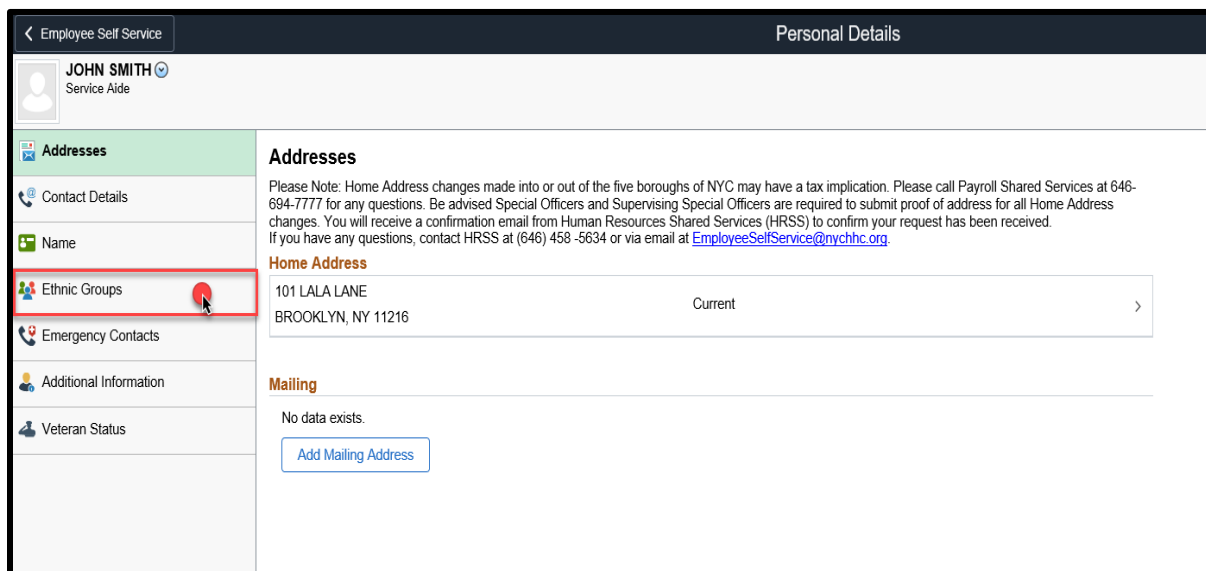 Employee Self Service
Personal Details
JOHN SMITH
Service Aide
Addresses
Contact Details
Name
Ethnic Groups
Emergency Contacts
Additional Information
Veteran Status
Addresses
Please Note: Home Address changes made into or out of the five boroughs of NYC may have a tax implication. Please call Payroll Shared Services at 646-
694-7777 for any questions. Be advised Special Officers and Supervising Special Officers are required to submit proof of address for all Home Address
changes. You will receive a confirmation email from Human Resources Shared Services (HRSS) to confirm your request has been received.
If you have any questions, contact HRSS at (646) 458 -5634 or via email at EmployeeSelfService@nychhc.org.
Home Address
101 LALA LANE
BROOKLYN, NY 11216
Current
Mailing
No data exists.
Add Mailing Address